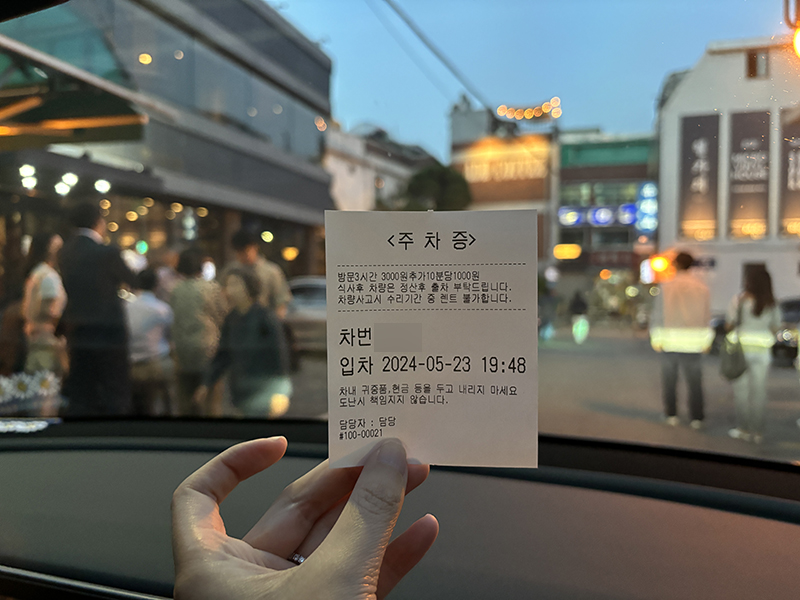 <주 차 증>
방문3시간 3000원추가10분당1000원
식사후 차량은 정산후 출차 부탁드립니다.
차량사고시 수리기간 중 렌트 불가합니다.
차번
입차 2024-05-23 19:48
차내 귀중품,현금 등을 두고 내리지 마세요
도난시 책임지지 않습니다.
담당자 : 담당
#100-00021